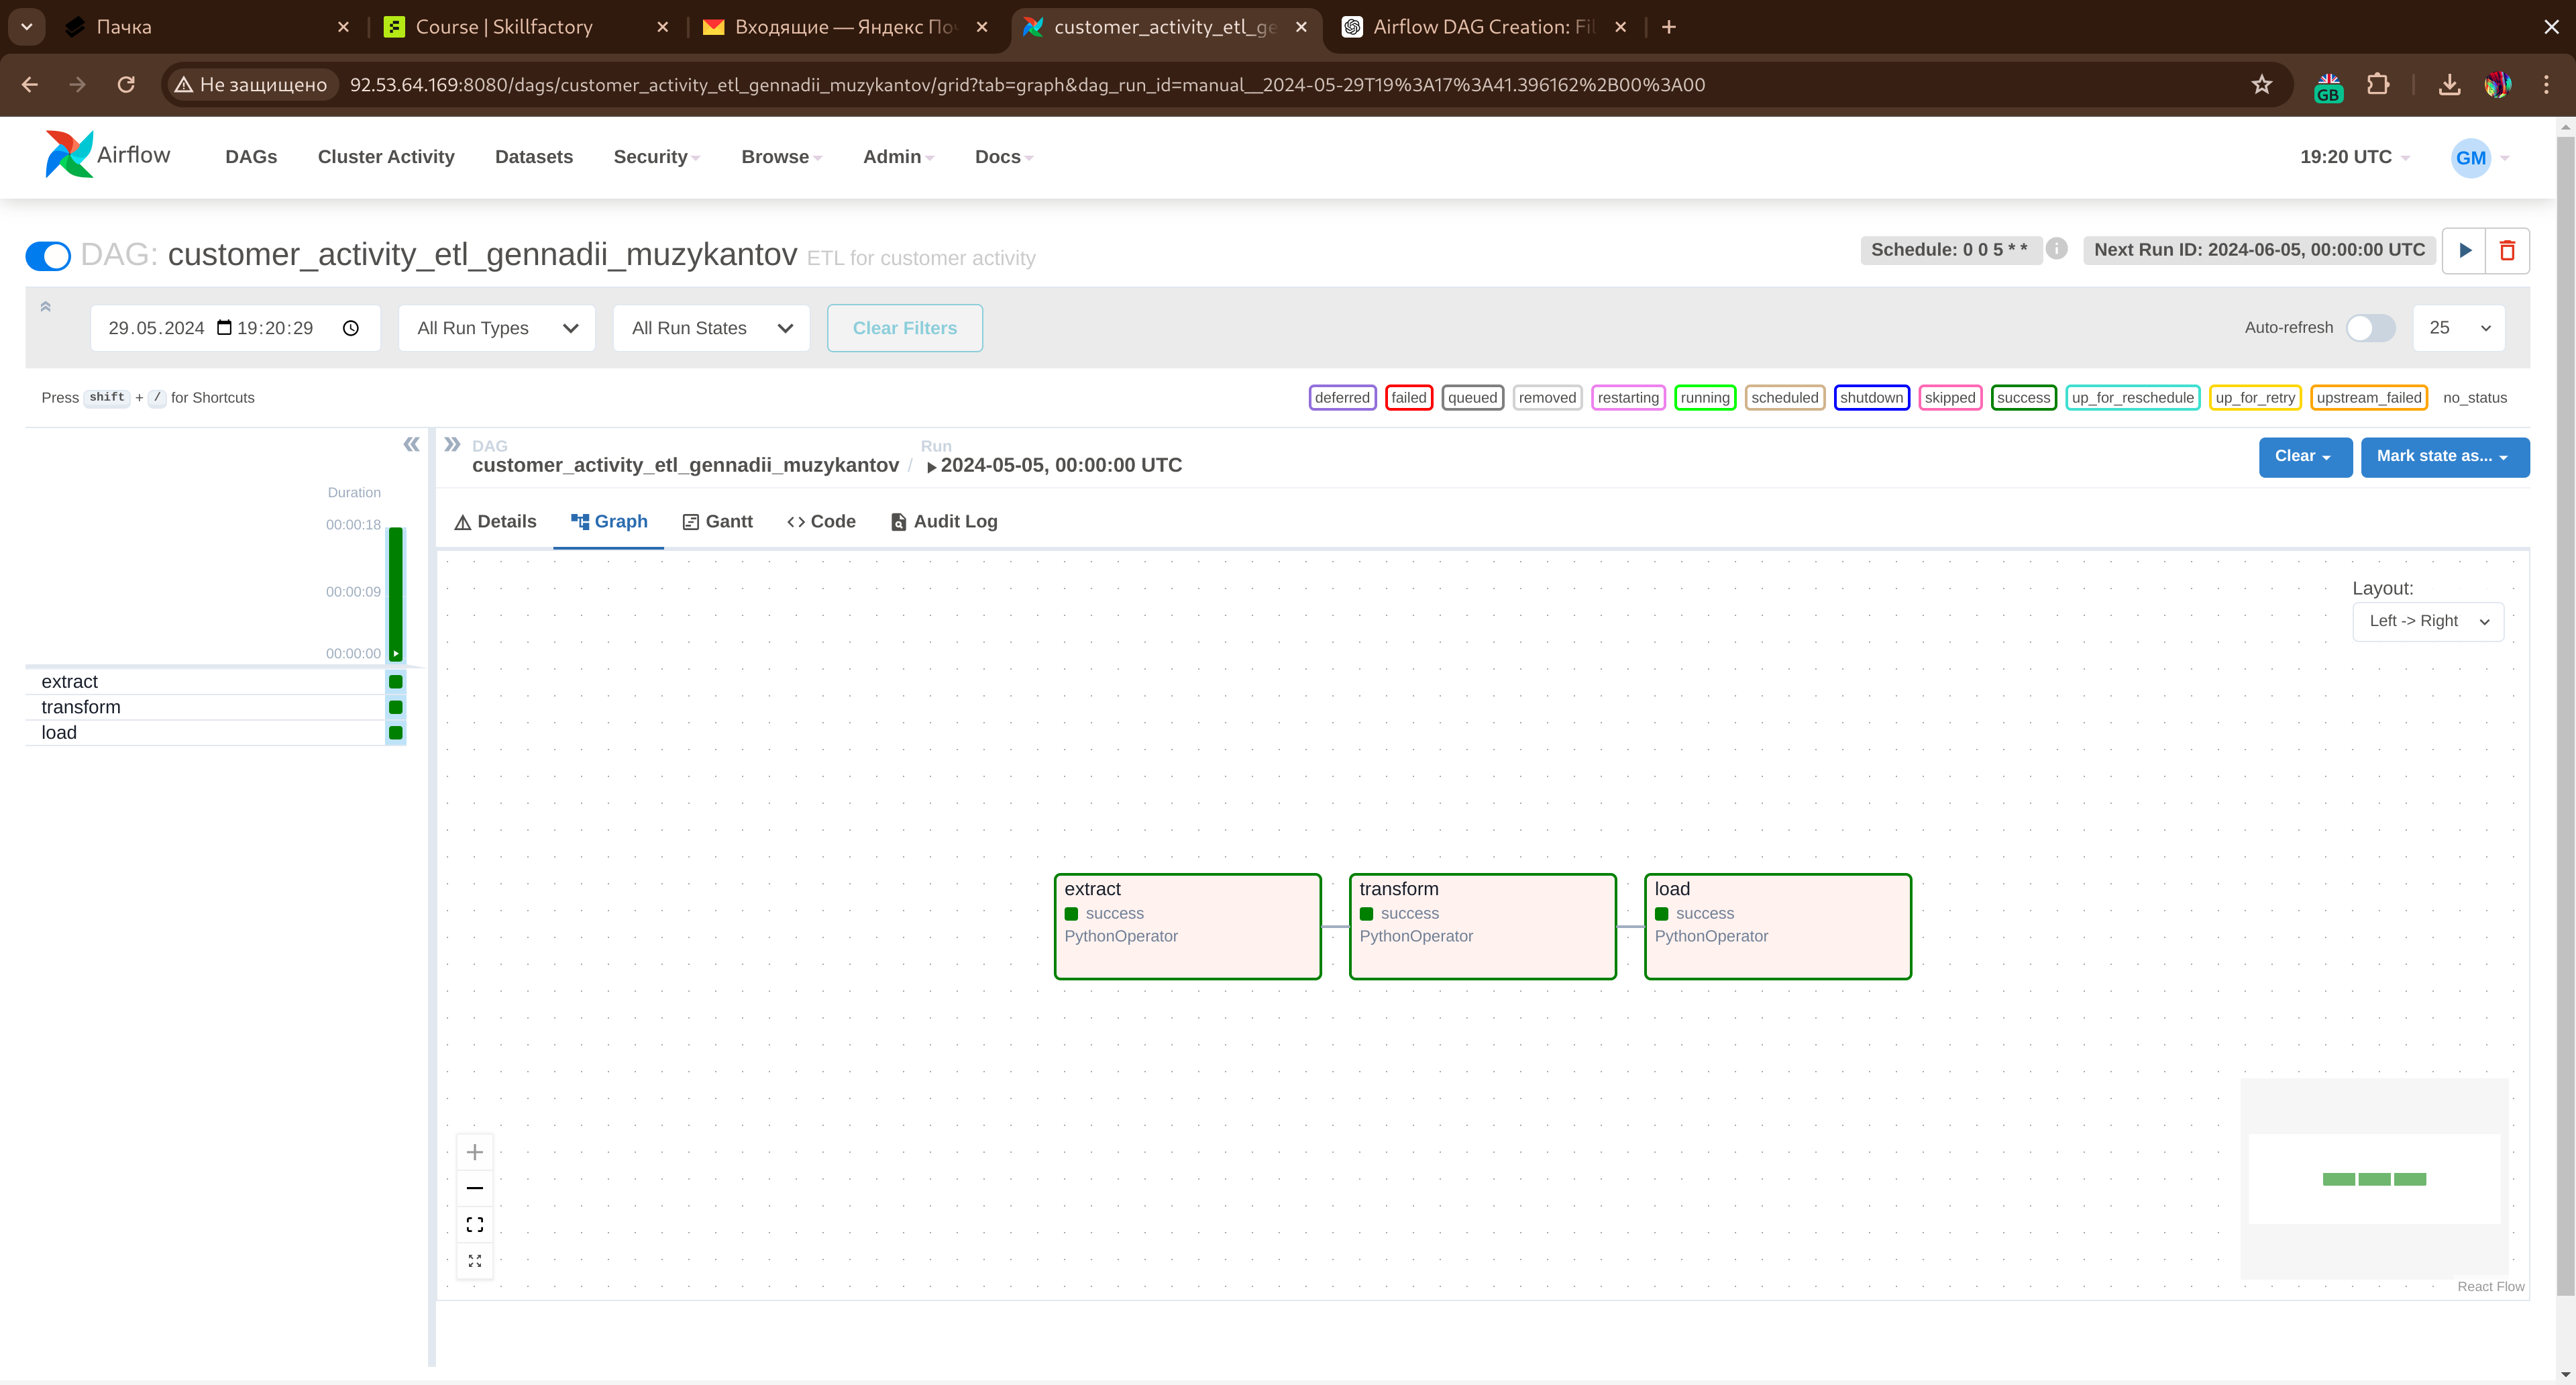 Пачка
Course | Skillfactory
Входящие — Яндекс По
customer_activity_etl_ge
Airflow DAG Creation: Fi
Не защищено
92.53.64.169:8080/dags/customer_activity_etl_gennadii_muzykantov/grid?tab=graph&dag_run_id=manual__2024-05-29T19%3A17%3A41.396162%2B00%3A00
GB
Airflow DAGs Cluster Activity Datasets Security Browse Admin Docs 19:20 UTC GM
DAG: customer_activity_etl_gennadii_muzykantov ETL for customer activity
Schedule: 0 0 5 * * i Next Run ID: 2024-06-05, 00:00:00 UTC
29.05.2024 19:20:29 All Run Types All Run States Clear Filters Auto-refresh 25
Press shift + / for Shortcuts
deferred failed queued removed restarting running scheduled shutdown skipped success up_for_reschedule up_for_retry upstream_failed no_status
DAG
customer_activity_etl_gennadii_muzykantov /
Run
2024-05-05, 00:00:00 UTC
Clear Mark state as...
Details Graph Gantt Code Audit Log
Duration
00:00:18
00:00:09
00:00:00
extract
transform
load
Layout:
Left -> Right
extract
success
PythonOperator
transform
success
PythonOperator
load
success
PythonOperator
React Flow